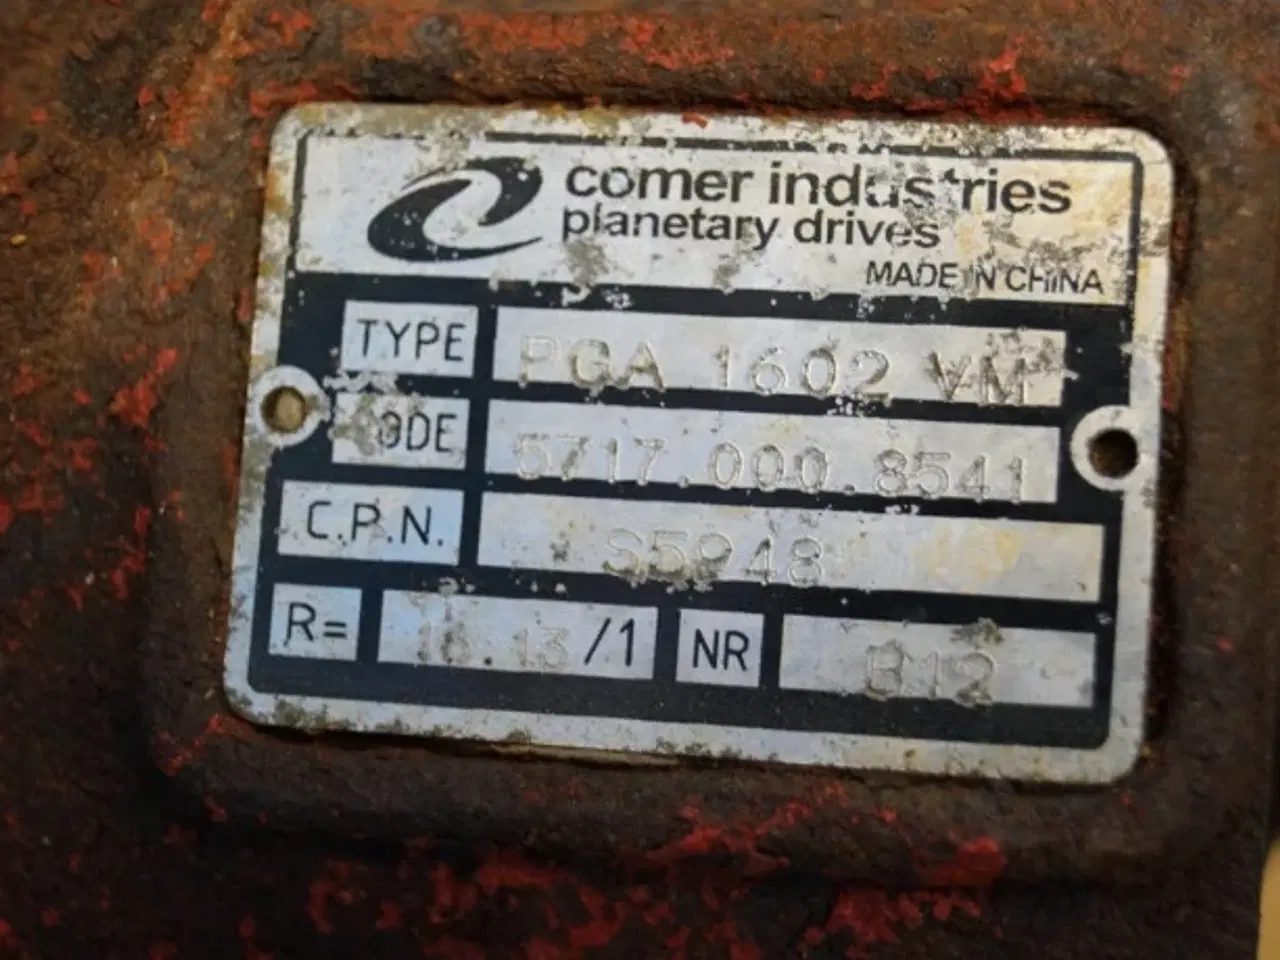 comer industries
planetary drives
MADE IN CHINA
TYPE PGA 1602 VM
CODE 5717.000.8541
C.P.N. S5948
R= 16.13/1 NR B12